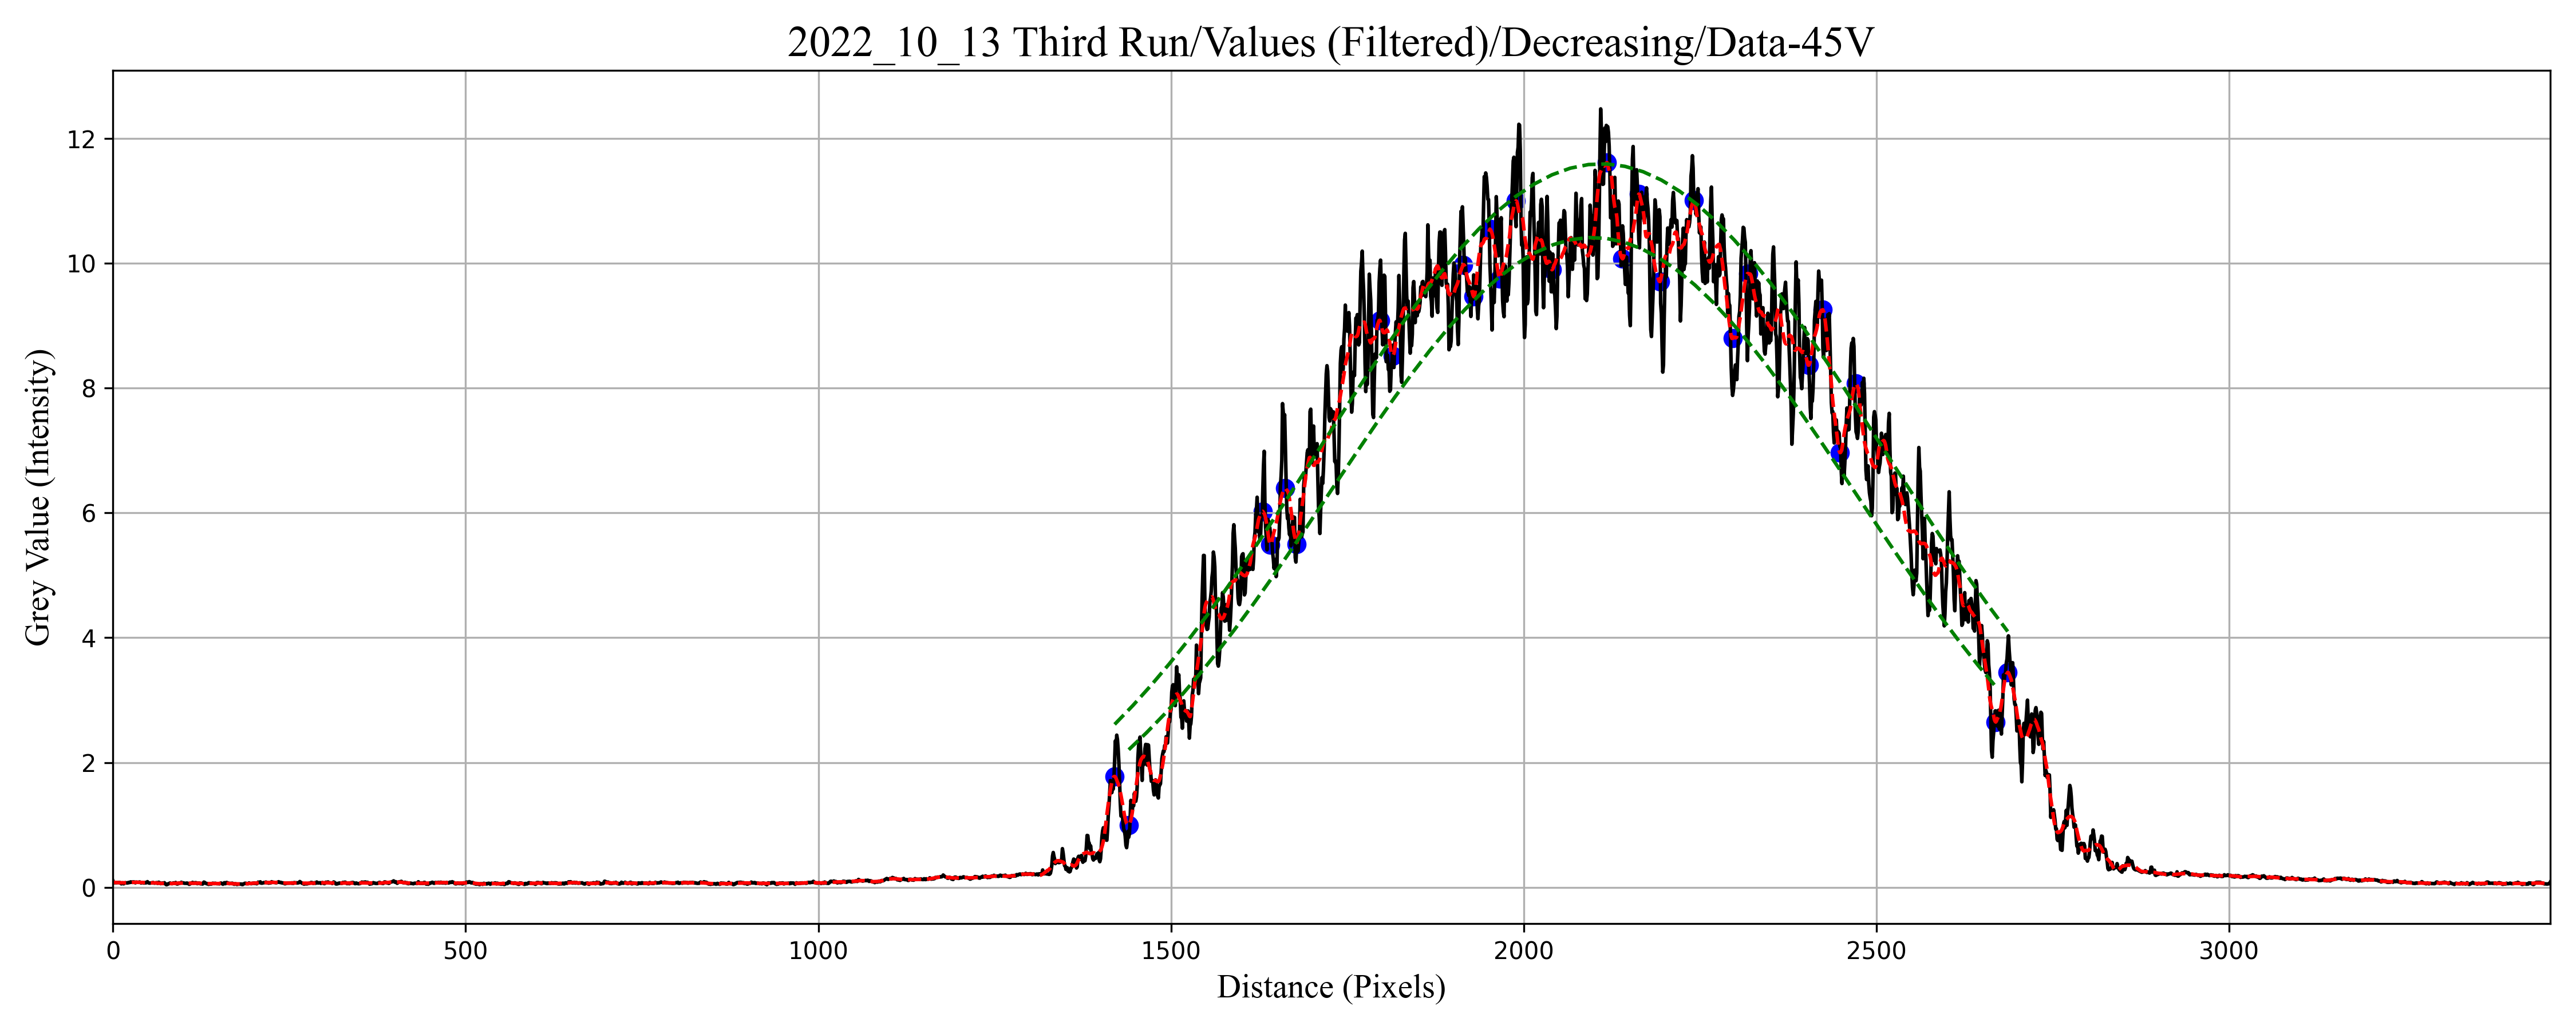 2022_10_13 Third Run/Values (Filtered)/Decreasing/Data-45V
Grey Value (Intensity)
12
10
8
6
4
2
0
0 500 1000 1500 2000 2500 3000
Distance (Pixels)